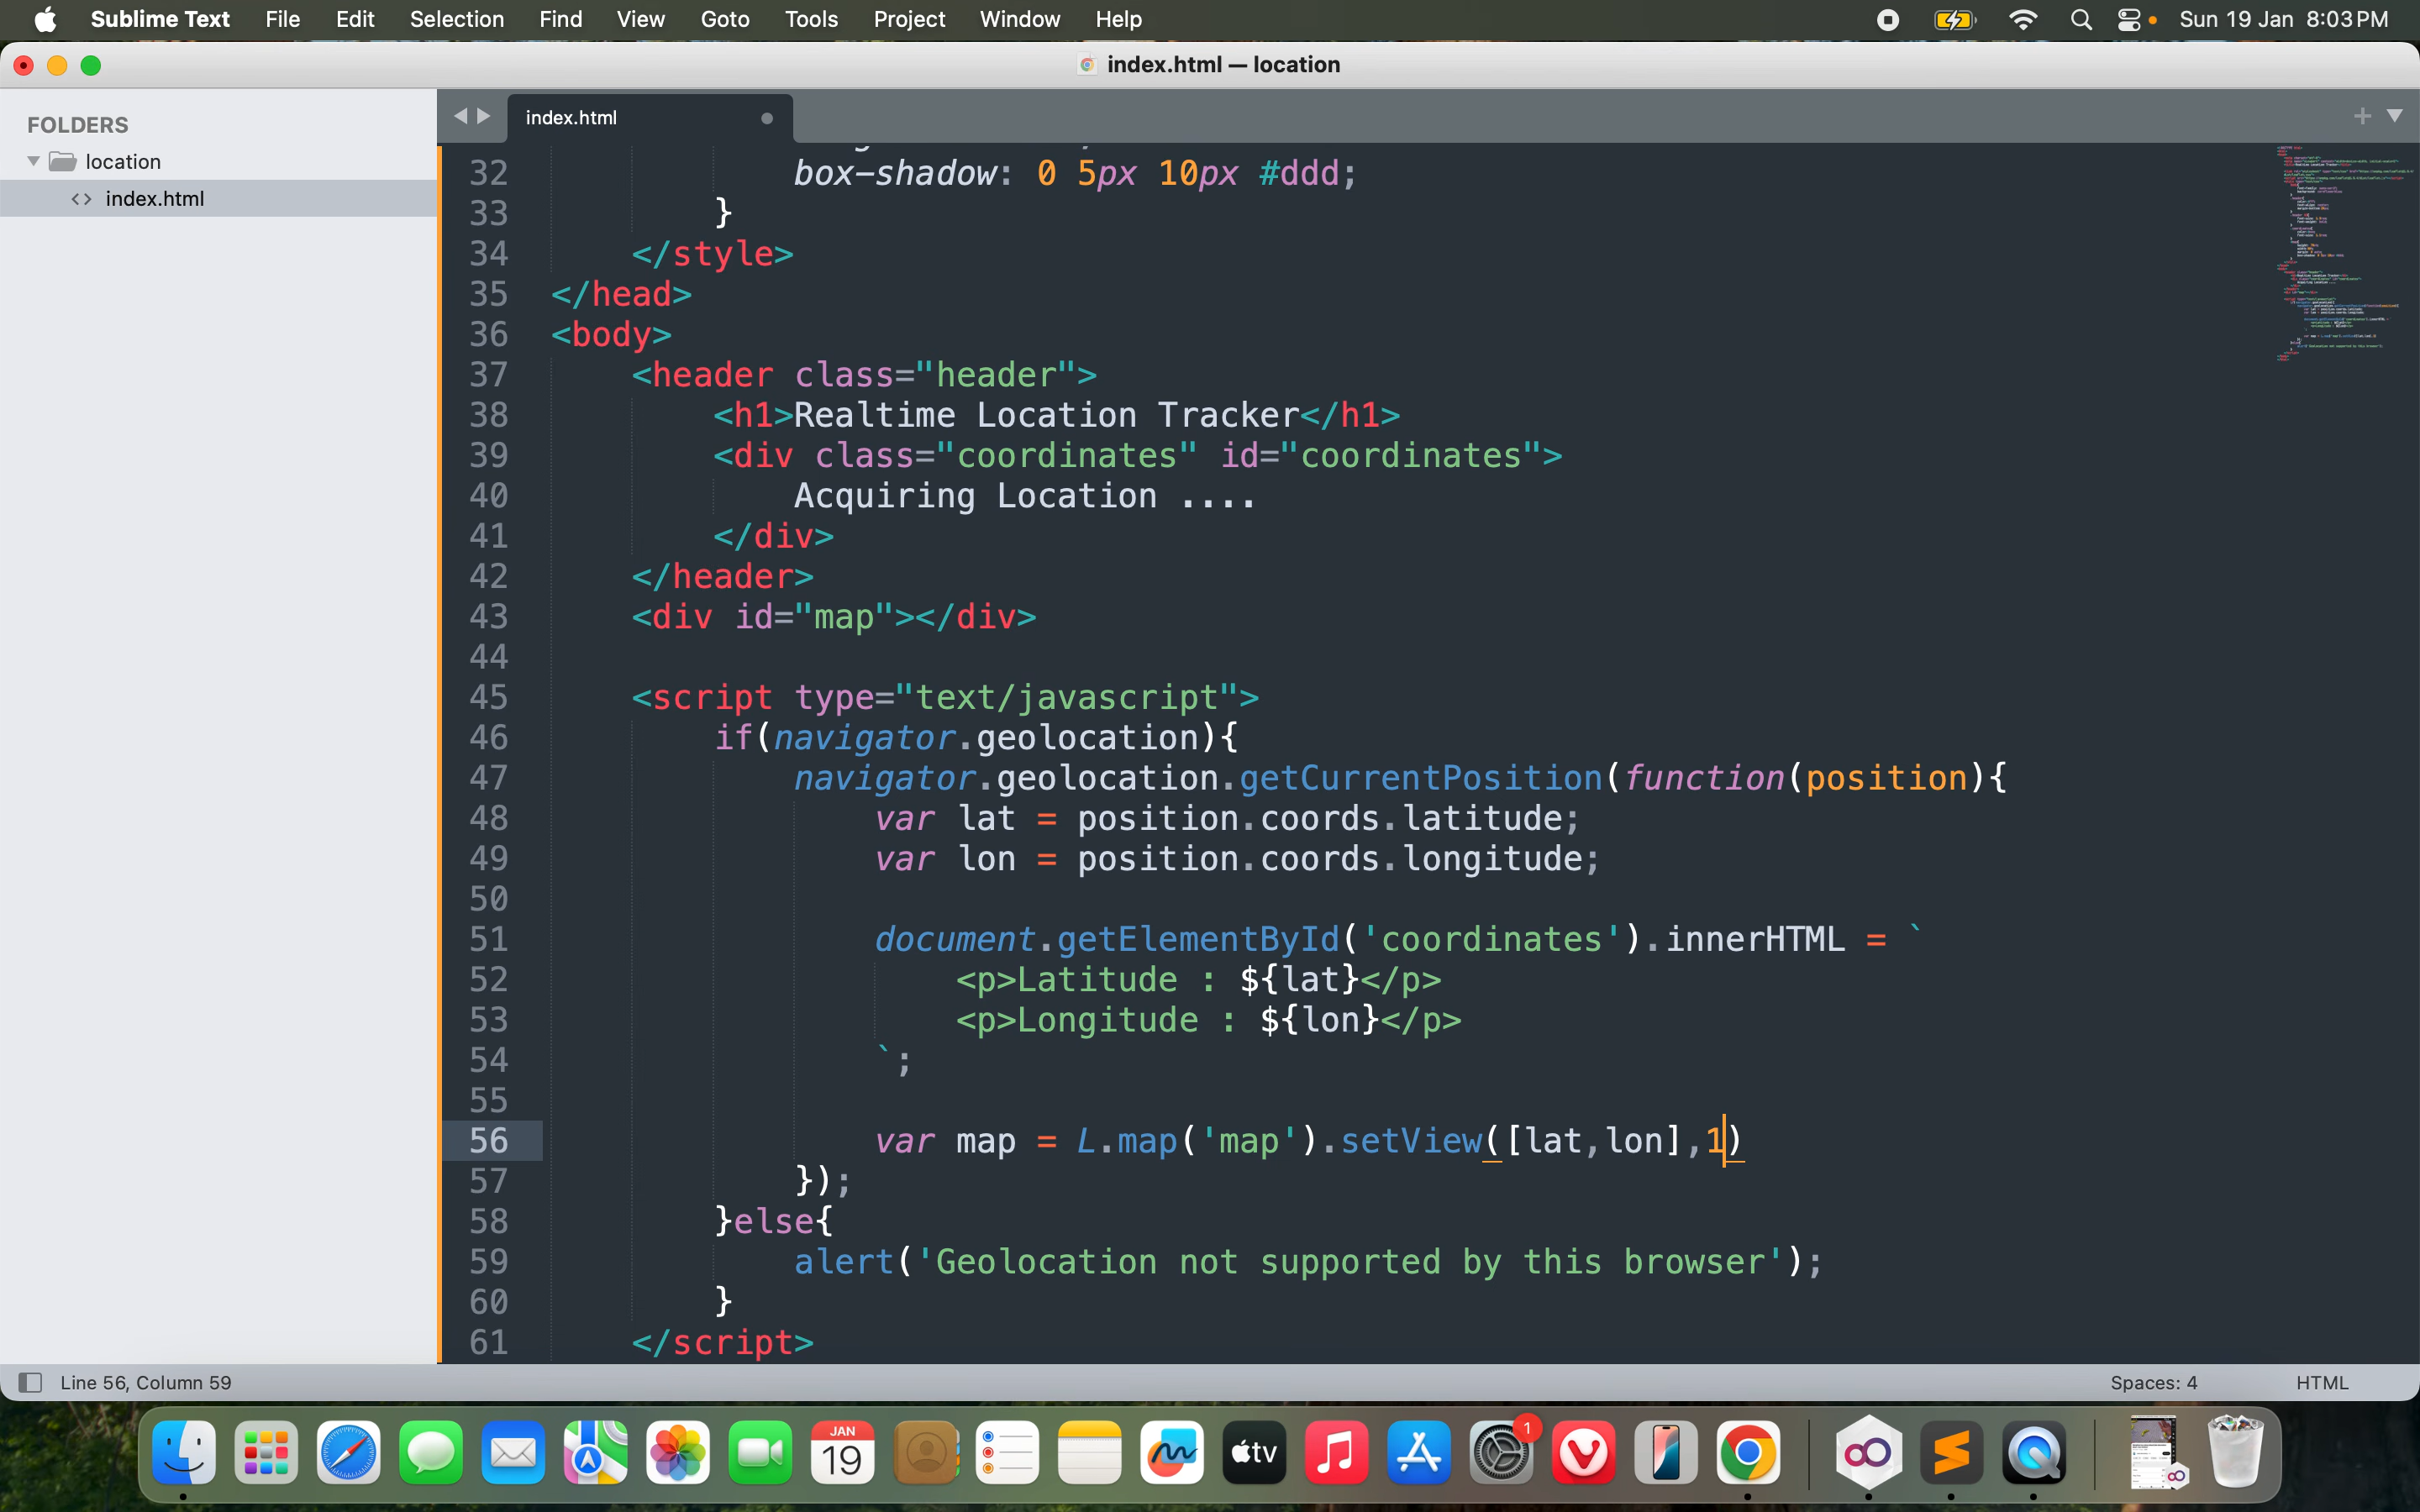 Sublime Text File Edit Selection Find View Goto Tools Project Window Help Sun 19 Jan 8:03 PM
index.html — location
FOLDERS
location
index.html
index.html
32 box-shadow: 0 5px 10px #ddd;
33 }
34 </style>
35 </head>
36 <body>
37 <header class="header">
38 <h1>Realtime Location Tracker</h1>
39 <div class="coordinates" id="coordinates">
40 Acquiring Location ....
41 </div>
42 </header>
43 <div id="map"></div>
44
45 <script type="text/javascript">
46 if(navigator.geolocation){
47 navigator.geolocation.getCurrentPosition(function(position){
48 var lat = position.coords.latitude;
49 var lon = position.coords.longitude;
50
51 document.getElementById('coordinates').innerHTML = `
52 <p>Latitude : ${lat}</p>
53 <p>Longitude : ${lon}</p>
54 `;
55
56 var map = L.map('map').setView([lat,lon],1)
57 });
58 }else{
59 alert('Geolocation not supported by this browser');
60 }
61 </script>
Line 56, Column 59 Spaces: 4 HTML
JAN
19
tv
1